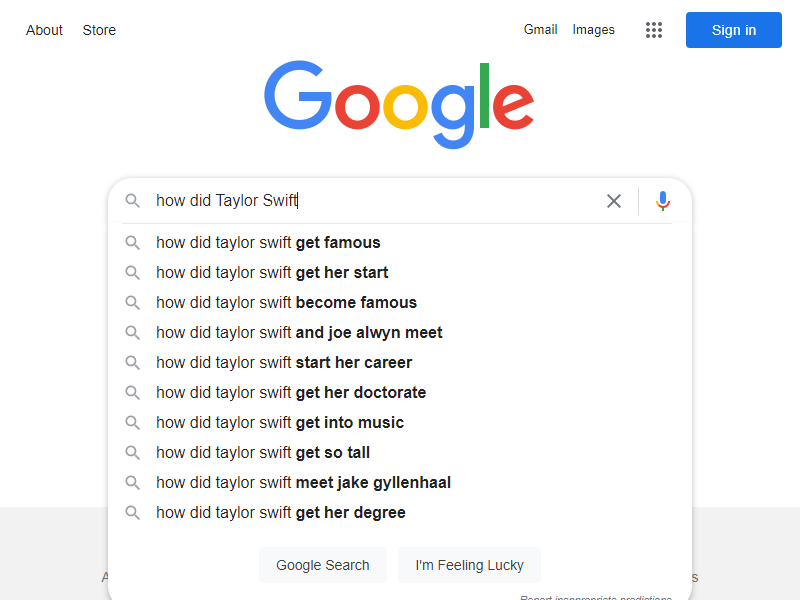 About Store Gmail Images Sign in
Google
how did Taylor Swift
how did taylor swift get famous
how did taylor swift get her start
how did taylor swift become famous
how did taylor swift and joe alwyn meet
how did taylor swift start her career
how did taylor swift get her doctorate
how did taylor swift get into music
how did taylor swift get so tall
how did taylor swift meet jake gyllenhaal
how did taylor swift get her degree
Google Search I'm Feeling Lucky
Report inappropriate predictions